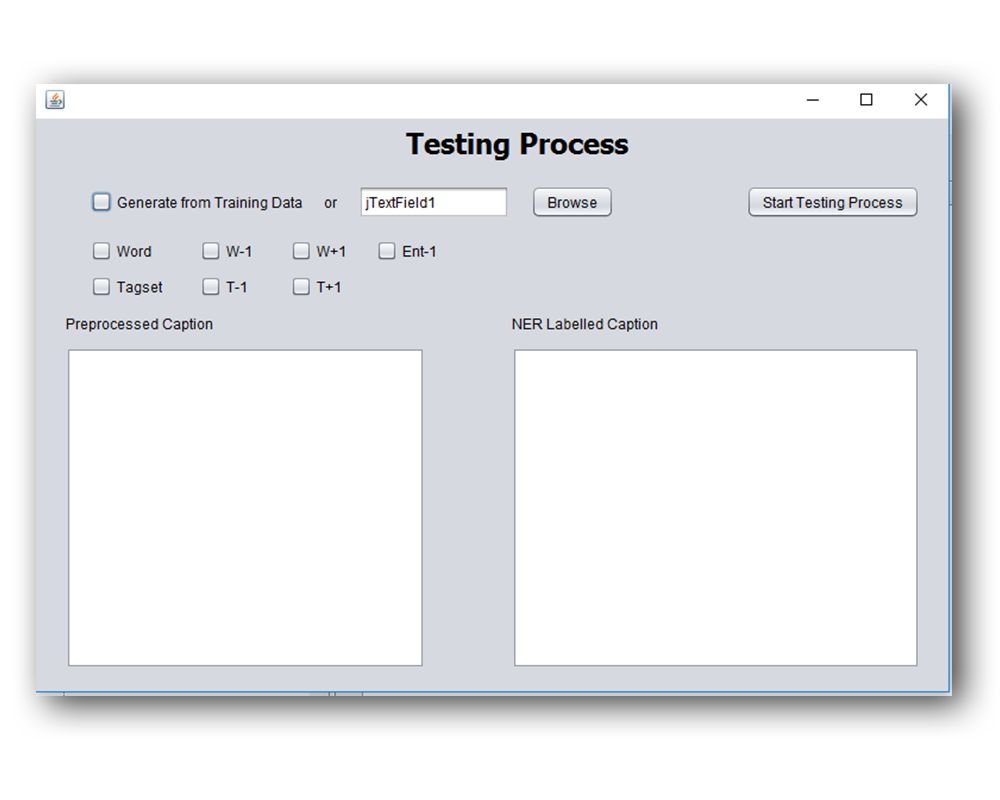 Testing Process
Generate from Training Data or jTextField1 Browse Start Testing Process
Word W-1 W+1 Ent-1
Tagset T-1 T+1
Preprocessed Caption NER Labelled Caption